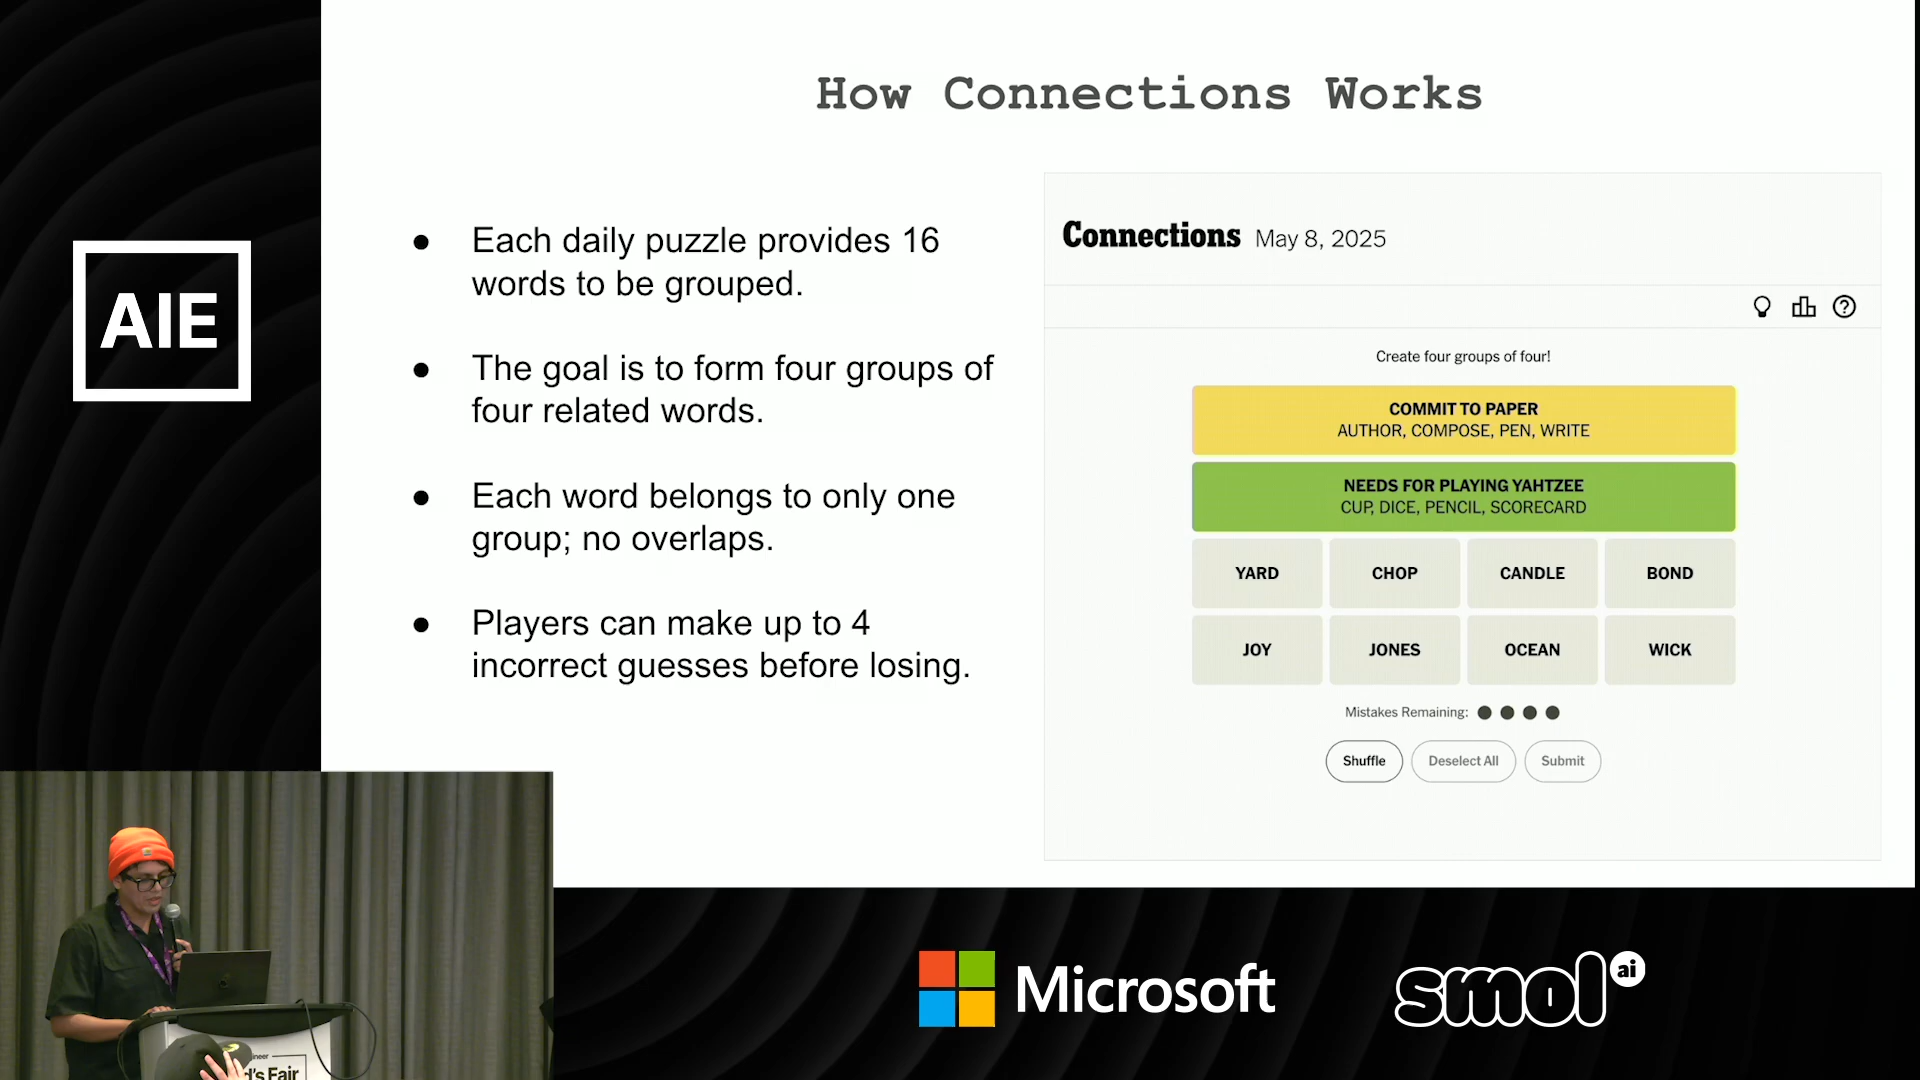 How Connections Works
AIE
● Each daily puzzle provides 16
words to be grouped.
● The goal is to form four groups of
four related words.
● Each word belongs to only one
group; no overlaps.
● Players can make up to 4
incorrect guesses before losing.
Connections May 8, 2025
Create four groups of four!
COMMIT TO PAPER
AUTHOR, COMPOSE, PEN, WRITE
NEEDS FOR PLAYING YAHTZEE
CUP, DICE, PENCIL, SCORECARD
YARD CHOP CANDLE BOND
JOY JONES OCEAN WICK
Mistakes Remaining:
Shuffle Deselect All Submit
Microsoft
smol ai
Fair